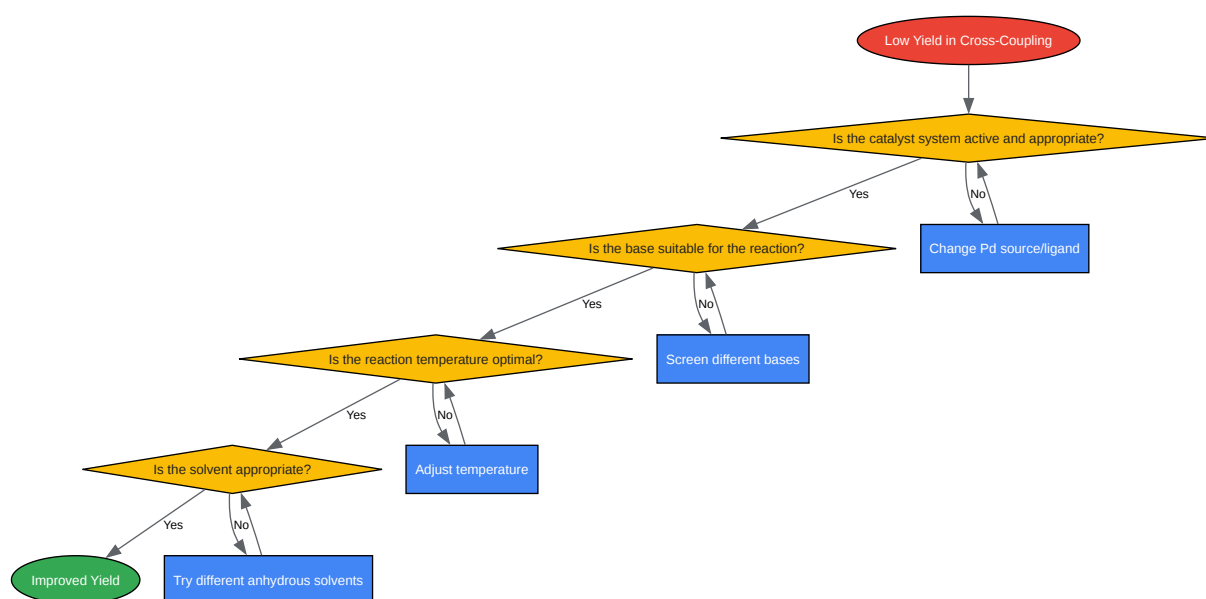 Low Yield in Cross-Coupling
Is the catalyst system active and appropriate?
Yes
No
Is the base suitable for the reaction?
Change Pd source/ligand
Yes
No
Is the reaction temperature optimal?
Screen different bases
Yes
No
Is the solvent appropriate?
Adjust temperature
Yes
No
Improved Yield
Try different anhydrous solvents